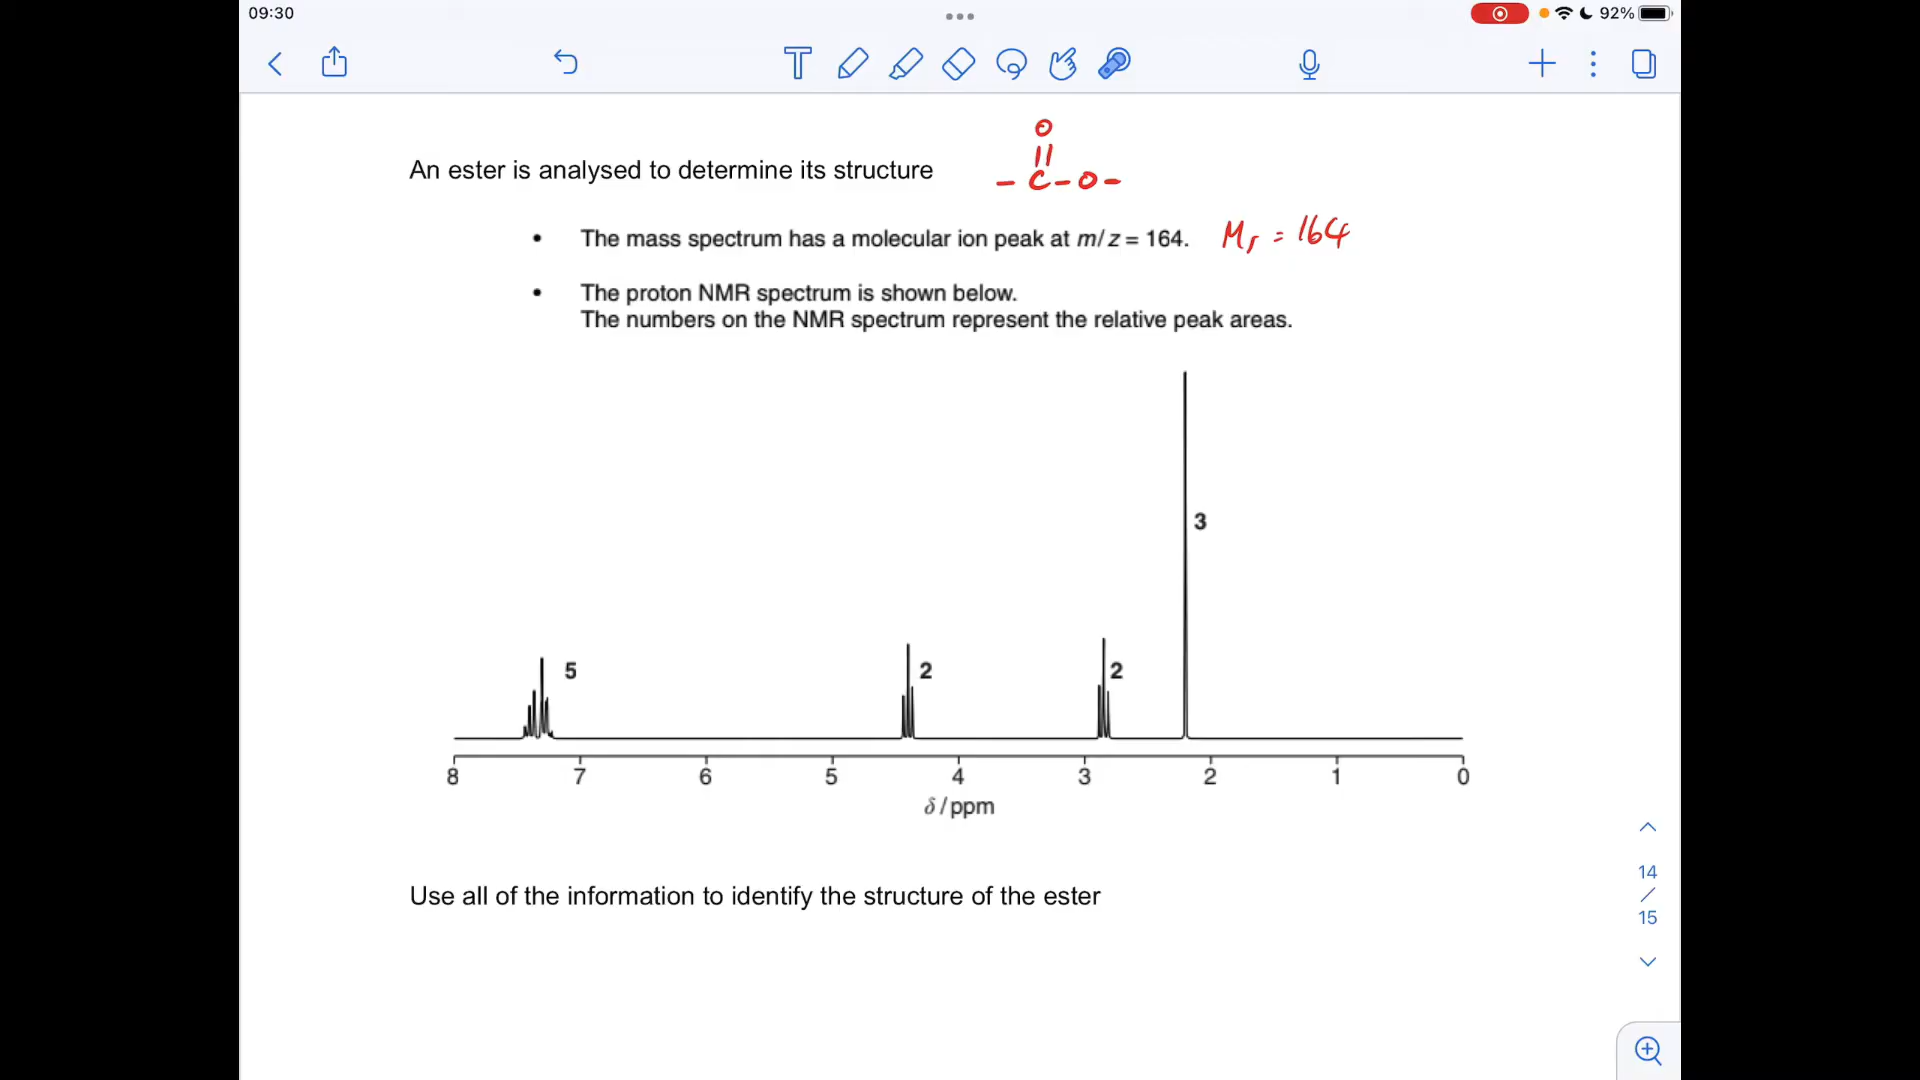 09:30
92%
T
O
An ester is analysed to determine its structure
- C - O -
• The mass spectrum has a molecular ion peak at m/z = 164. Mr = 164
• The proton NMR spectrum is shown below.
The numbers on the NMR spectrum represent the relative peak areas.
3
5 2 2
8 7 6 5 4 3 2 1 0
δ/ppm
14
/
15
Use all of the information to identify the structure of the ester